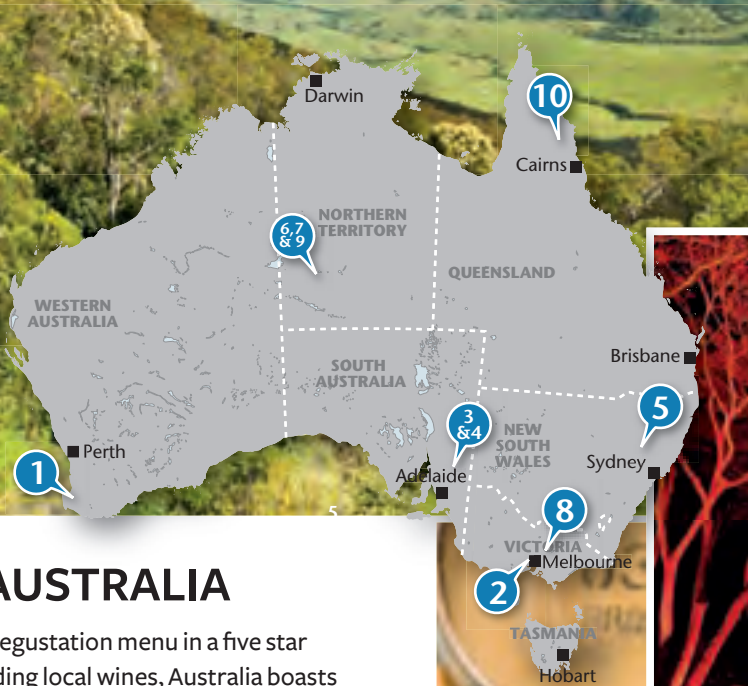 Darwin
10
Cairns
NORTHERN
TERRITORY
6,7
& 9
QUEENSLAND
WESTERN
AUSTRALIA
SOUTH
AUSTRALIA
Brisbane
3
&4
5
NEW
SOUTH
WALES
Perth
1
Sydney
Adelaide
5
8
VICTORIA
Melbourne
2
TASMANIA
Hobart
AUSTRALIA
egustation menu in a five star
ding local wines, Australia boasts